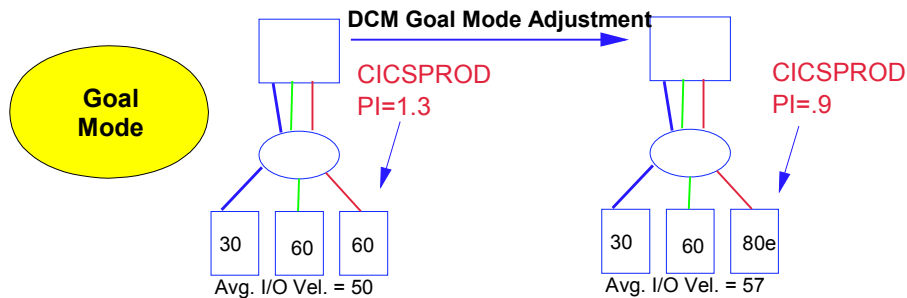 DCM Goal Mode Adjustment
Goal
Mode
CICSPROD
PI=1.3
CICSPROD
PI=.9
30
60
60
Avg. I/O Vel. = 50
30
60
80e
Avg. I/O Vel. = 57